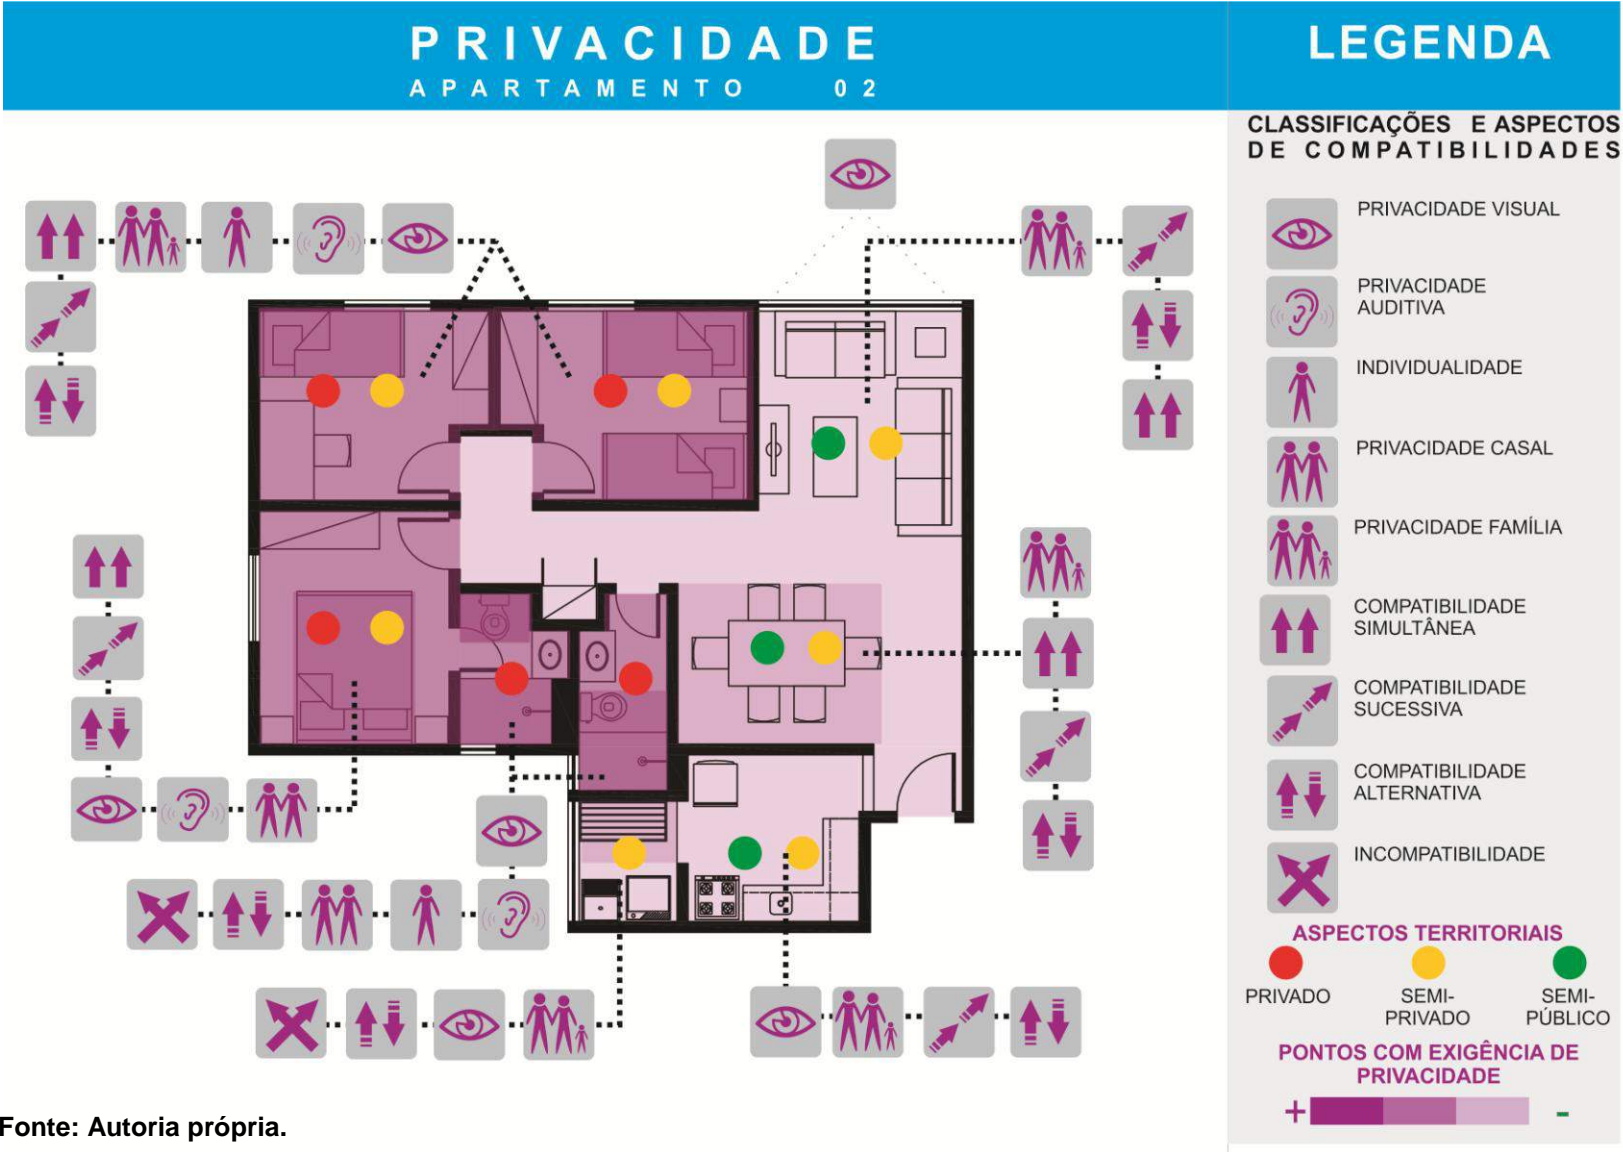 PRIVACIDADE
APARTAMENTO 02
LEGENDA
CLASSIFICAÇÕES E ASPECTOS
DE COMPATIBILIDADES
PRIVACIDADE VISUAL
PRIVACIDADE
AUDITIVA
INDIVIDUALIDADE
PRIVACIDADE CASAL
PRIVACIDADE FAMÍLIA
COMPATIBILIDADE
SIMULTÂNEA
COMPATIBILIDADE
SUCESSIVA
COMPATIBILIDADE
ALTERNATIVA
INCOMPATIBILIDADE
ASPECTOS TERRITORIAIS
PRIVADO
SEMI-
PRIVADO
SEMI-
PÚBLICO
PONTOS COM EXIGÊNCIA DE
PRIVACIDADE
+ -
Fonte: Autoria própria.